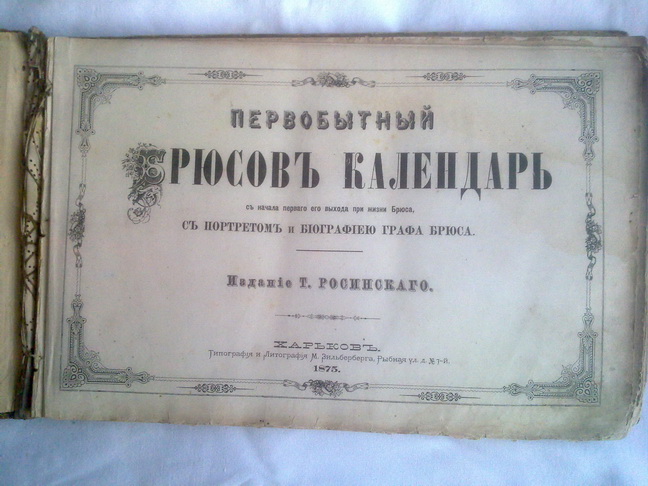 ПЕРВОБЫТНЫЙ
БРЮСОВЪ КАЛЕНДАРЬ
съ начала перваго его выхода при жизни Брюса,
СЪ ПОРТРЕТОМЪ и БІОГРАФІЕЮ ГРАФА БРЮСА.
Изданіе Т. РОСИНСКАГО.
ХАРЬКОВЪ.
Типографія и Литографія М. Зильберберга, Рыбная ул. д. № 7-й.
1875.